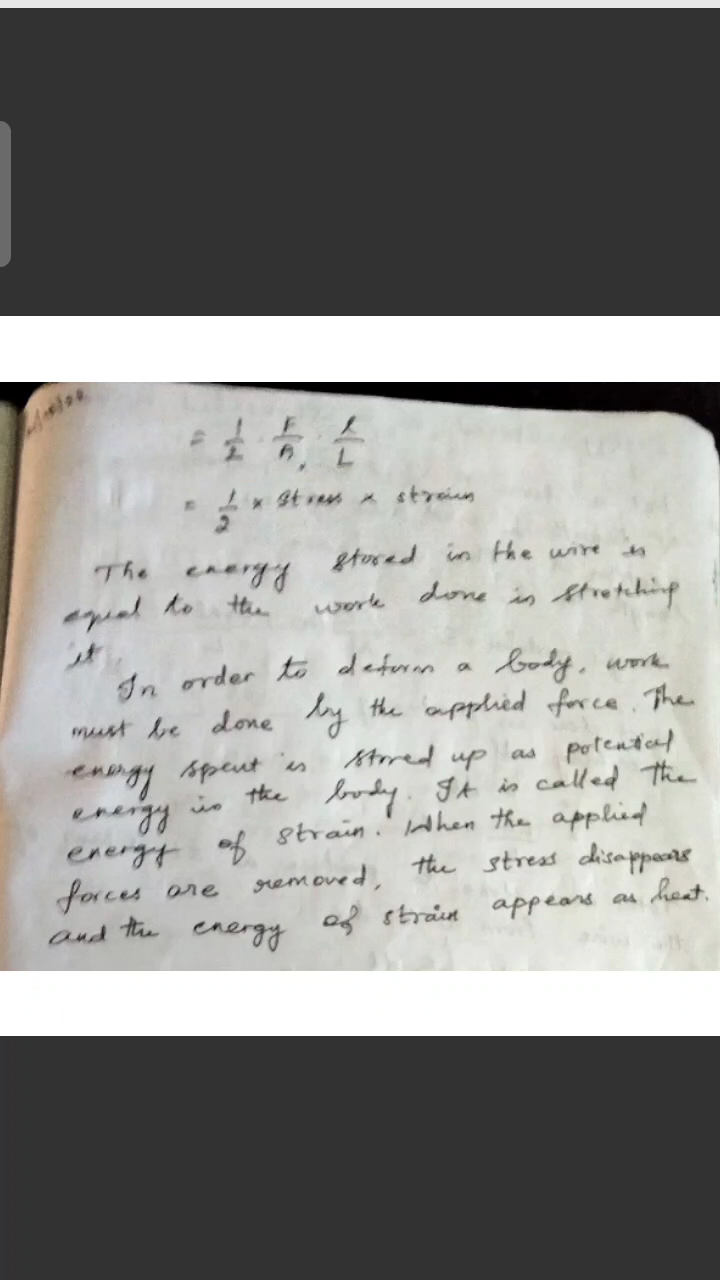 = 1/2 · F/A · l/L
= 1/2 × stress × strain
The energy stored in the wire is
equal to the work done in stretching
it.
In order to deform a body, work
must be done by the applied force. The
energy spent is stored up as potential
energy in the body. It is called the
energy of strain. When the applied
forces are removed, the stress disappears
and the energy of strain appears as heat.